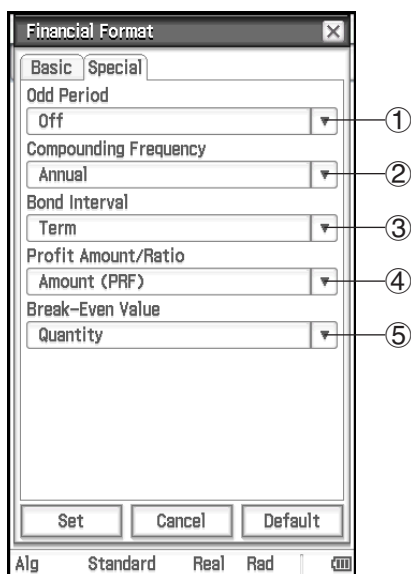 Financial Format
Basic Special
Odd Period
Off ①
Compounding Frequency
Annual ②
Bond Interval
Term ③
Profit Amount/Ratio
Amount (PRF) ④
Break-Even Value
Quantity ⑤
Set Cancel Default
Alg Standard Real Rad